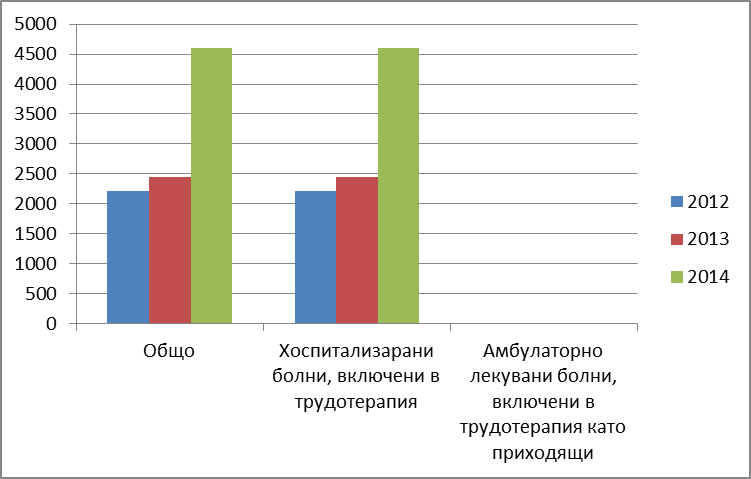 5000
4500
4000
3500
3000
2500
2000
1500
1000
500
0
Общо
Хоспитализарани
болни, включени в
трудотерапия
Амбулаторно
лекувани болни,
включени в
трудотерапия като
приходящи
2012
2013
2014